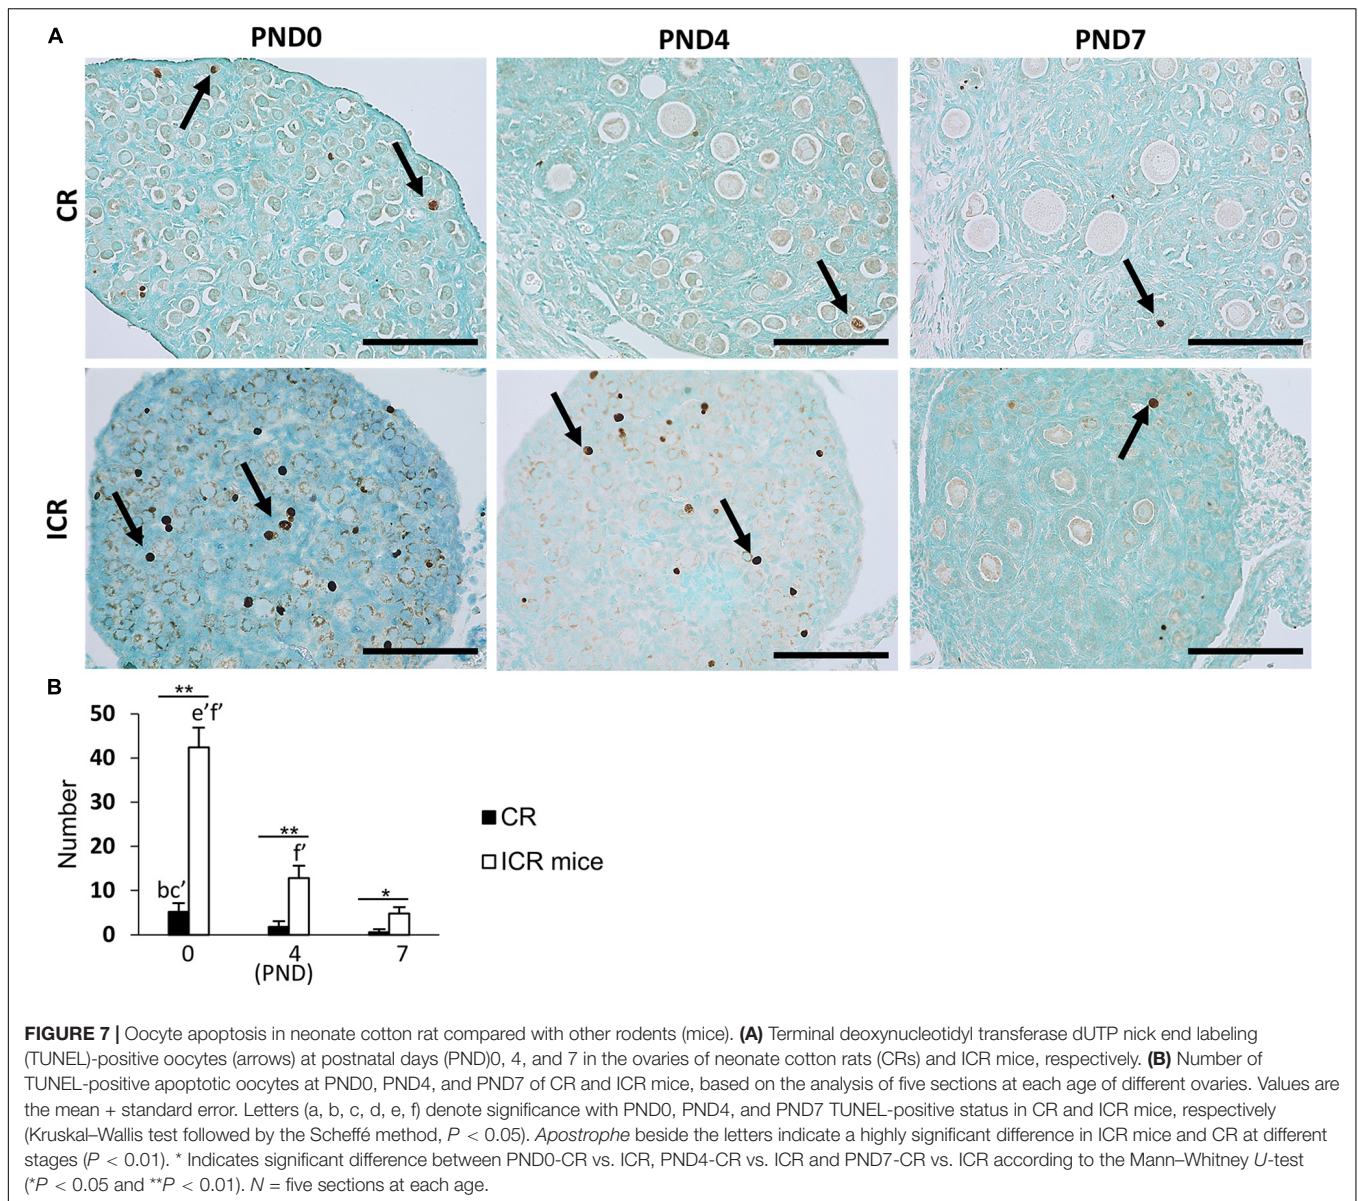 A
PND0 PND4 PND7
CR
ICR
B
50
40
30
20
10
0
Number
**
e’f’
bc’
**
f’
*
0 4 7
(PND)
CR
ICR mice
FIGURE 7 | Oocyte apoptosis in neonate cotton rat compared with other rodents (mice). (A) Terminal deoxynucleotidyl transferase dUTP nick end labeling
(TUNEL)-positive oocytes (arrows) at postnatal days (PND)0, 4, and 7 in the ovaries of neonate cotton rats (CRs) and ICR mice, respectively. (B) Number of
TUNEL-positive apoptotic oocytes at PND0, PND4, and PND7 of CR and ICR mice, based on the analysis of five sections at each age of different ovaries. Values are
the mean + standard error. Letters (a, b, c, d, e, f) denote significance with PND0, PND4, and PND7 TUNEL-positive status in CR and ICR mice, respectively
(Kruskal–Wallis test followed by the Scheffé method, P < 0.05). Apostrophe beside the letters indicate a highly significant difference in ICR mice and CR at different
stages (P < 0.01). * Indicates significant difference between PND0-CR vs. ICR, PND4-CR vs. ICR and PND7-CR vs. ICR according to the Mann–Whitney U-test
(*P < 0.05 and **P < 0.01). N = five sections at each age.